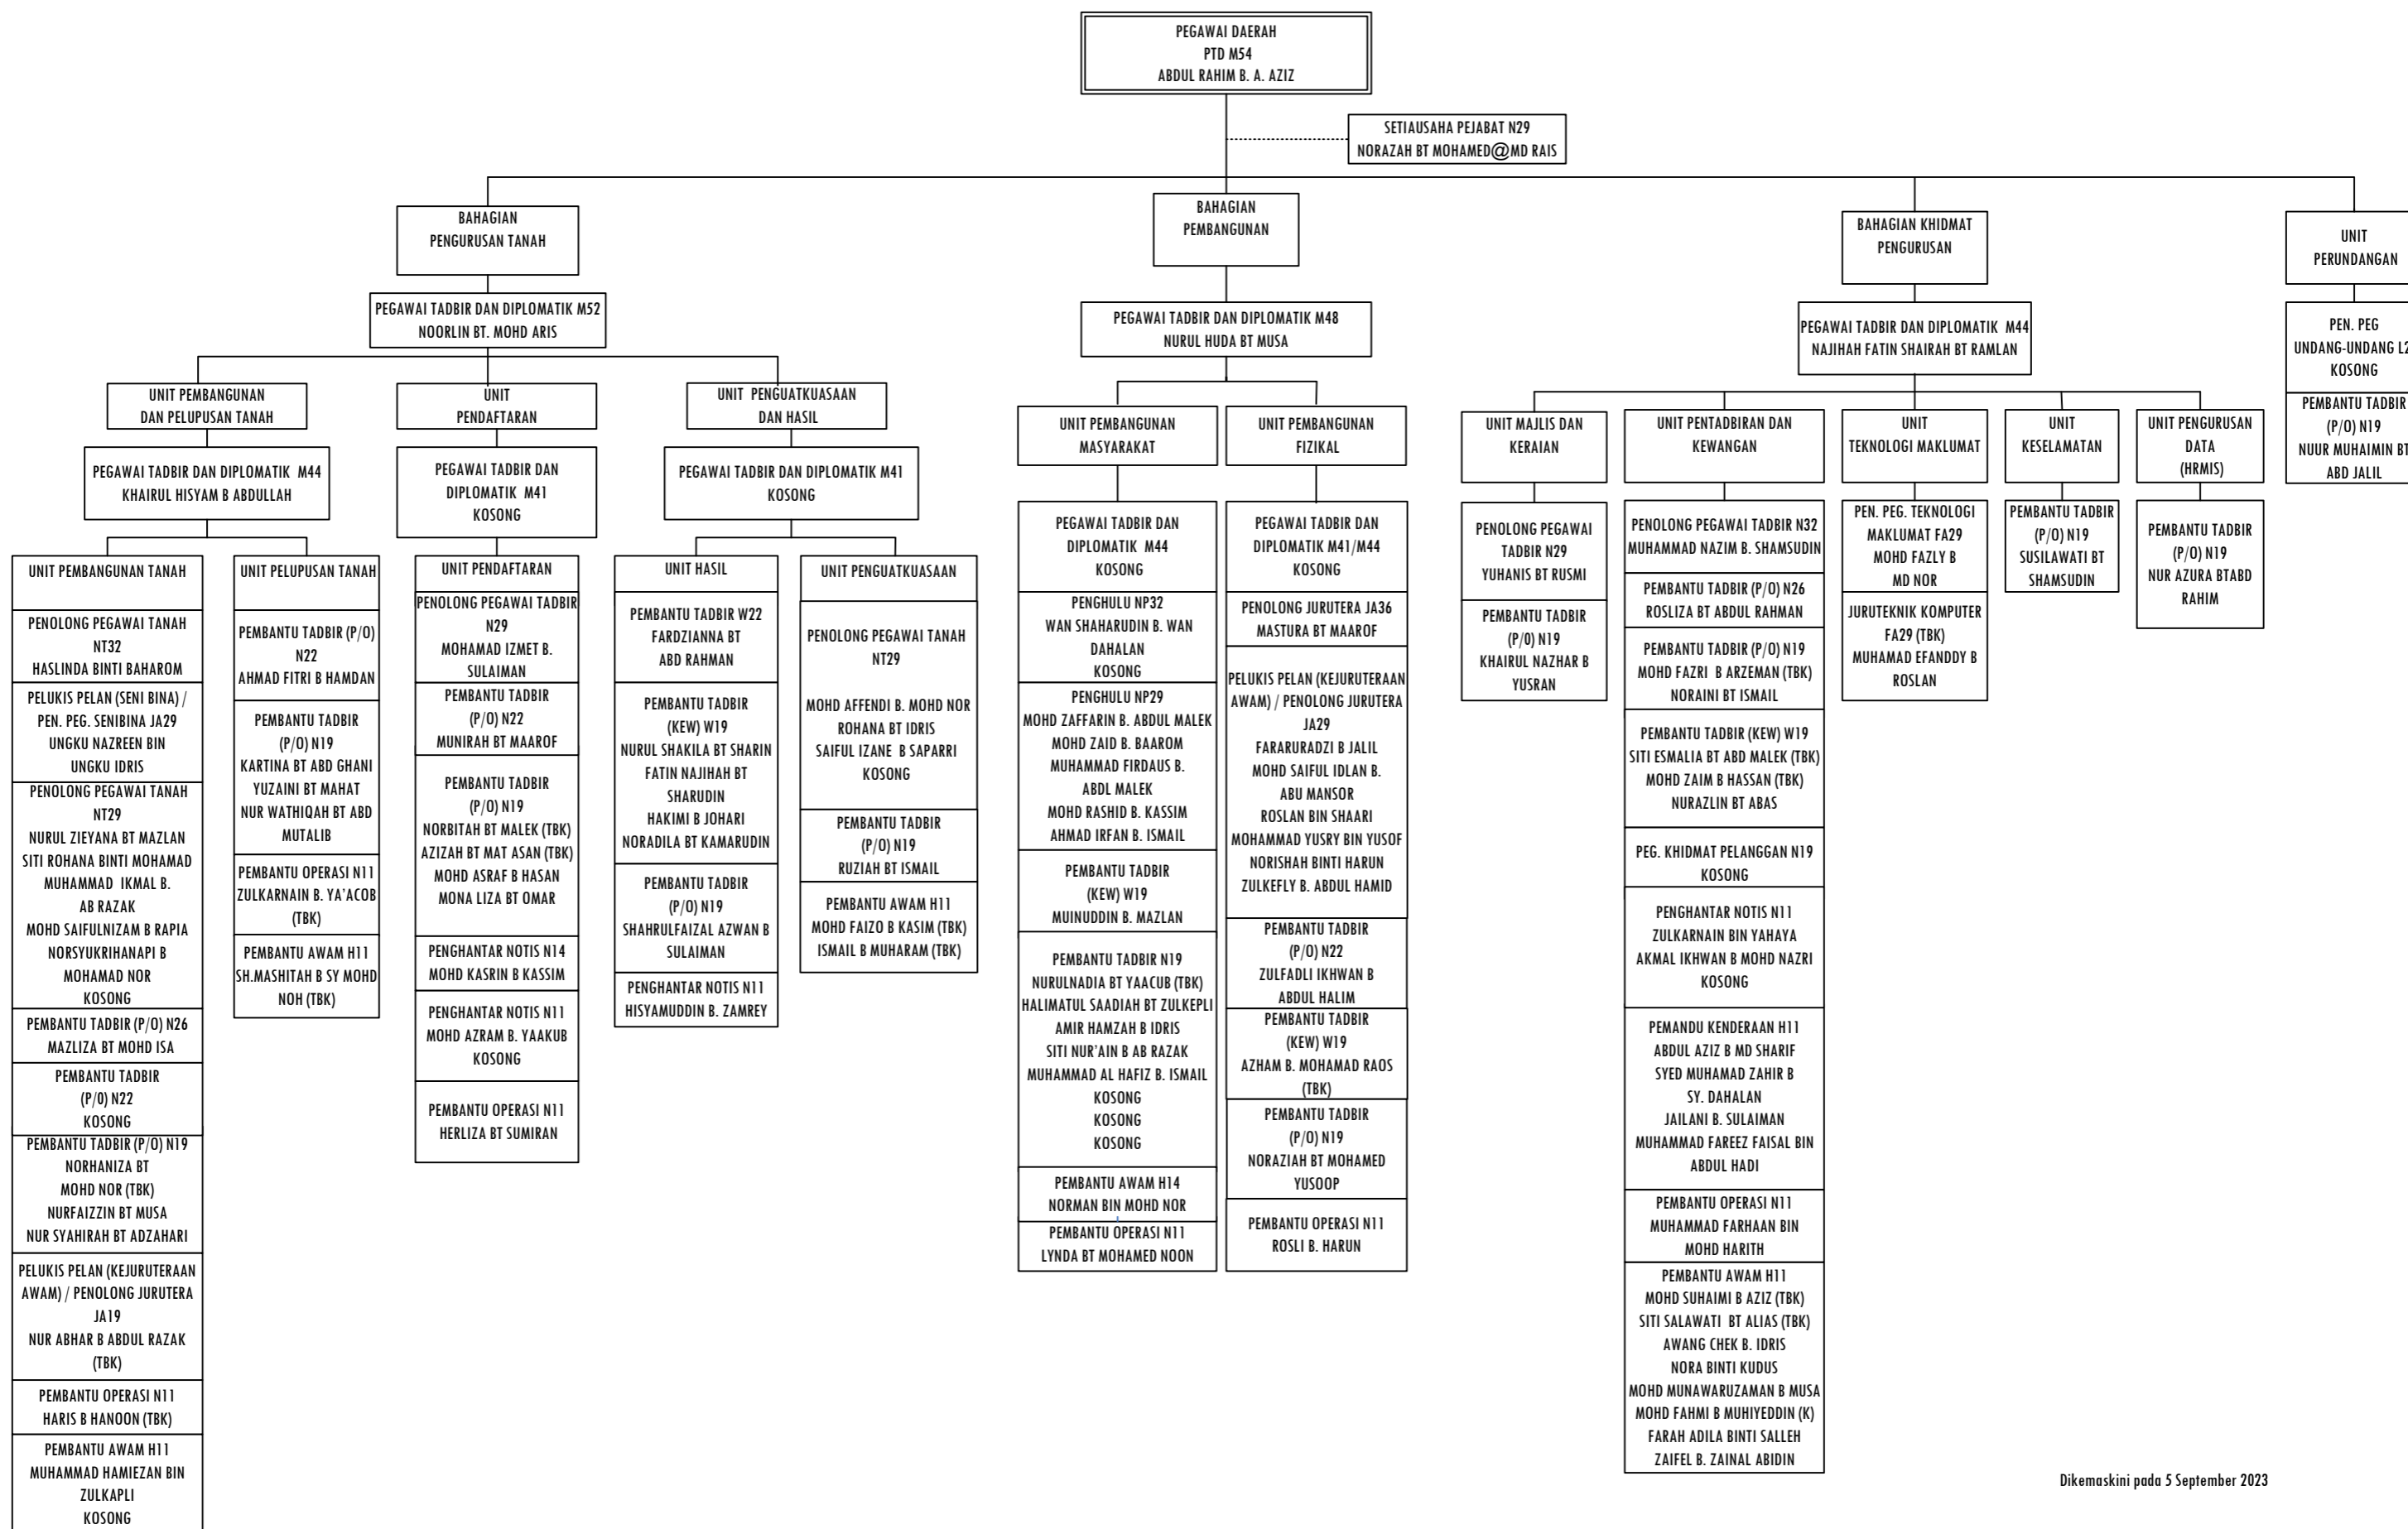 PEGAWAI DAERAH
PTD M54
ABDUL RAHIM B. A. AZIZ
SETIAUSAHA PEJABAT N29
NORAZAH BT MOHAMED@MD RAIS
BAHAGIAN
PENGURUSAN TANAH
PEGAWAI TADBIR DAN DIPLOMATIK M52
NOORLIN BT. MOHD ARIS
UNIT PEMBANGUNAN
DAN PELUPUSAN TANAH
PEGAWAI TADBIR DAN DIPLOMATIK M44
KHAIRUL HISYAM B ABDULLAH
UNIT PEMBANGUNAN TANAH
PENOLONG PEGAWAI TANAH
NT32
HASLINDA BINTI BAHAROM
PELUKIS PELAN (SENI BINA) /
PEN. PEG. SENIBINA JA29
UNGKU NAZREEN BIN
UNGKU IDRIS
PENOLONG PEGAWAI TANAH
NT29
NURUL ZIEYANA BT MAZLAN
SITI ROHANA BINTI MOHAMAD
MUHAMMAD IKMAL B.
AB RAZAK
MOHD SAIFULNIZAM B RAPIA
NORSYUKRIHANAPI B
MOHAMAD NOR
KOSONG
PEMBANTU TADBIR (P/O) N26
MAZLIZA BT MOHD ISA
PEMBANTU TADBIR
(P/O) N22
KOSONG
PEMBANTU TADBIR (P/O) N19
NORHANIZA BT
MOHD NOR (TBK)
NURFAIZZIN BT MUSA
NUR SYAHIRAH BT ADZAHARI
PELUKIS PELAN (KEJURUTERAAN
AWAM) / PENOLONG JURUTERA
JA19
NUR ABHAR B ABDUL RAZAK
(TBK)
PEMBANTU OPERASI N11
HARIS B HANOON (TBK)
PEMBANTU AWAM H11
MUHAMMAD HAMIEZAN BIN
ZULKAPLI
KOSONG
UNIT PELUPUSAN TANAH
PEMBANTU TADBIR (P/O)
N22
AHMAD FITRI B HAMDAN
PEMBANTU TADBIR
(P/O) N19
KARTINA BT ABD GHANI
YUZAINI BT MAHAT
NUR WATHIQAH BT ABD
MUTALIB
PEMBANTU OPERASI N11
ZULKARNAIN B. YA'ACOB
(TBK)
PEMBANTU AWAM H11
SH.MASHITAH B SY MOHD
NOH (TBK)
UNIT
PENDAFTARAN
PEGAWAI TADBIR DAN
DIPLOMATIK M41
KOSONG
UNIT PENDAFTARAN
PENOLONG PEGAWAI TADBIR
N29
MOHAMAD IZMET B.
SULAIMAN
PEMBANTU TADBIR
(P/O) N22
MUNIRAH BT MAAROF
PEMBANTU TADBIR
(P/O) N19
NORBITAH BT MALEK (TBK)
AZIZAH BT MAT ASAN (TBK)
MOHD ASRAF B HASAN
MONA LIZA BT OMAR
PENGHANTAR NOTIS N14
MOHD KASRIN B KASSIM
PENGHANTAR NOTIS N11
MOHD AZRAM B. YAAKUB
KOSONG
PEMBANTU OPERASI N11
HERLIZA BT SUMIRAN
UNIT PENGUATKUASAAN
DAN HASIL
PEGAWAI TADBIR DAN DIPLOMATIK M41
KOSONG
UNIT HASIL
PEMBANTU TADBIR W22
FARDZIANNA BT
ABD RAHMAN
PEMBANTU TADBIR
(KEW) W19
NURUL SHAKILA BT SHARIN
FATIN NAJIHAH BT
SHARUDIN
HAKIMI B JOHARI
NORADILA BT KAMARUDIN
PEMBANTU TADBIR
(P/O) N19
SHAHRULFAIZAL AZWAN B
SULAIMAN
PENGHANTAR NOTIS N11
HISYAMUDDIN B. ZAMREY
UNIT PENGUATKUASAAN
PENOLONG PEGAWAI TANAH
NT29
MOHD AFFENDI B. MOHD NOR
ROHANA BT IDRIS
SAIFUL IZANE B SAPARRI
KOSONG
PEMBANTU TADBIR
(P/O) N19
RUZIAH BT ISMAIL
PEMBANTU AWAM H11
MOHD FAIZO B KASIM (TBK)
ISMAIL B MUHARAM (TBK)
BAHAGIAN
PEMBANGUNAN
PEGAWAI TADBIR DAN DIPLOMATIK M48
NURUL HUDA BT MUSA
UNIT PEMBANGUNAN
MASYARAKAT
PEGAWAI TADBIR DAN
DIPLOMATIK M44
KOSONG
PENGHULU NP32
WAN SHAHARUDIN B. WAN
DAHALAN
KOSONG
PENGHULU NP29
MOHD ZAFFARIN B. ABDUL MALEK
MOHD ZAID B. BAAROM
MUHAMMAD FIRDAUS B.
ABDL MALEK
MOHD RASHID B. KASSIM
AHMAD IRFAN B. ISMAIL
PEMBANTU TADBIR
(KEW) W19
MUINUDDIN B. MAZLAN
PEMBANTU TADBIR N19
NURULNADIA BT YAACUB (TBK)
HALIMATUL SAADIAH BT ZULKEPLI
AMIR HAMZAH B IDRIS
SITI NUR'AIN B AB RAZAK
MUHAMMAD AL HAFIZ B. ISMAIL
KOSONG
KOSONG
KOSONG
PEMBANTU AWAM H14
NORMAN BIN MOHD NOR
PEMBANTU OPERASI N11
LYNDA BT MOHAMED NOON
UNIT PEMBANGUNAN
FIZIKAL
PEGAWAI TADBIR DAN
DIPLOMATIK M41/M44
KOSONG
PENOLONG JURUTERA JA36
MASTURA BT MAAROF
PELUKIS PELAN (KEJURUTERAAN
AWAM) / PENOLONG JURUTERA
JA29
FARARURADZI B JALIL
MOHD SAIFUL IDLAN B.
ABU MANSOR
ROSLAN BIN SHAARI
MOHAMMAD YUSRY BIN YUSOF
NORISHAH BINTI HARUN
ZULKEFLY B. ABDUL HAMID
PEMBANTU TADBIR
(P/O) N22
ZULFADLI IKHWAN B
ABDUL HALIM
PEMBANTU TADBIR
(KEW) W19
AZHAM B. MOHAMAD RAOS
(TBK)
PEMBANTU TADBIR
(P/O) N19
NORAZIAH BT MOHAMED
YUSOOP
PEMBANTU OPERASI N11
ROSLI B. HARUN
BAHAGIAN KHIDMAT
PENGURUSAN
PEGAWAI TADBIR DAN DIPLOMATIK M44
NAJIHAH FATIN SHAIRAH BT RAMLAN
UNIT MAJLIS DAN
KERAIAN
PENOLONG PEGAWAI
TADBIR N29
YUHANIS BT RUSMI
PEMBANTU TADBIR
(P/O) N19
KHAIRUL NAZHAR B
YUSRAN
UNIT PENTADBIRAN DAN
KEWANGAN
PENOLONG PEGAWAI TADBIR N32
MUHAMMAD NAZIM B. SHAMSUDIN
PEMBANTU TADBIR (P/O) N26
ROSLIZA BT ABDUL RAHMAN
PEMBANTU TADBIR (P/O) N19
MOHD FAZRI B ARZEMAN (TBK)
NORAINI BT ISMAIL
PEMBANTU TADBIR (KEW) W19
SITI ESMALIA BT ABD MALEK (TBK)
MOHD ZAIM B HASSAN (TBK)
NURAZLIN BT ABAS
PEG. KHIDMAT PELANGGAN N19
KOSONG
PENGHANTAR NOTIS N11
ZULKARNAIN BIN YAHAYA
AKMAL IKHWAN B MOHD NAZRI
KOSONG
PEMANDU KENDERAAN H11
ABDUL AZIZ B MD SHARIF
SYED MUHAMAD ZAHIR B
SY. DAHALAN
JAILANI B. SULAIMAN
MUHAMMAD FAREEZ FAISAL BIN
ABDUL HADI
PEMBANTU OPERASI N11
MUHAMMAD FARHAAN BIN
MOHD HARITH
PEMBANTU AWAM H11
MOHD SUHAIMI B AZIZ (TBK)
SITI SALAWATI BT ALIAS (TBK)
AWANG CHEK B. IDRIS
NORA BINTI KUDUS
MOHD MUNAWARUZAMAN B MUSA
MOHD FAHMI B MUHIYEDDIN (K)
FARAH ADILA BINTI SALLEH
ZAIFEL B. ZAINAL ABIDIN
UNIT
TEKNOLOGI MAKLUMAT
PEN. PEG. TEKNOLOGI
MAKLUMAT FA29
MOHD FAZLY B
MD NOR
JURUTEKNIK KOMPUTER
FA29 (TBK)
MUHAMAD EFANDDY B
ROSLAN
UNIT
KESELAMATAN
PEMBANTU TADBIR
(P/O) N19
SUSILAWATI BT
SHAMSUDIN
UNIT PENGURUSAN
DATA
(HRMIS)
PEMBANTU TADBIR
(P/O) N19
NUR AZURA BTABD
RAHIM
UNIT
PERUNDANGAN
PEN. PEG
UNDANG-UNDANG
KOSONG
PEMBANTU TADBIR
(P/O) N19
NUUR MUHAIMIN BT
ABD JALIL
Dikemaskini pada 5 September 2023